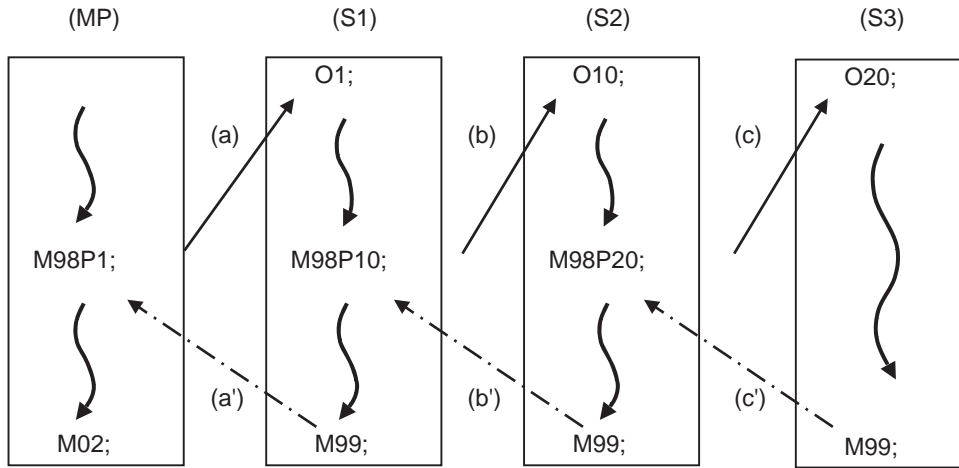 (MP) (S1) (S2) (S3)
O1; O10; O20;
(a) (b) (c)
M98P1; M98P10; M98P20;
(a') (b') (c')
M02; M99; M99; M99;